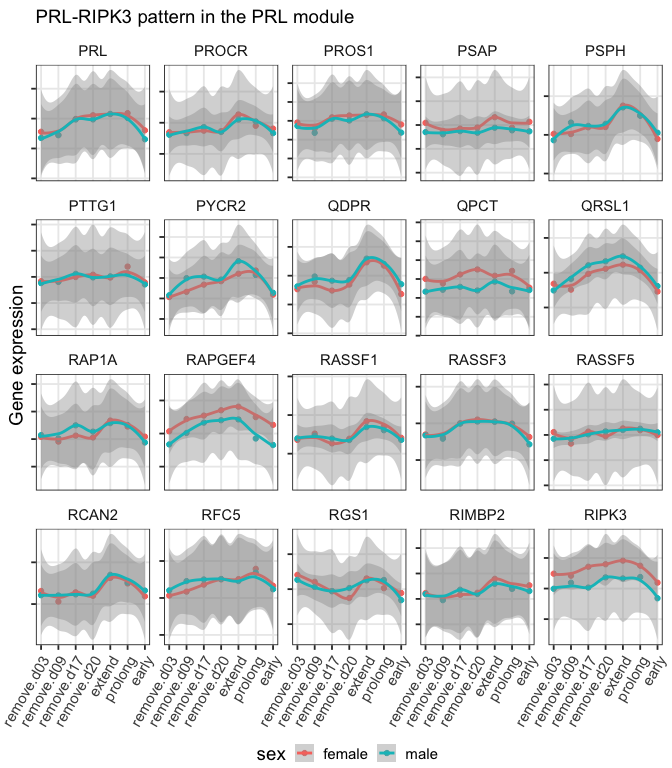 PRL-RIPK3 pattern in the PRL module
PRL PROCR PROS1 PSAP PSPH
PTTG1 PYCR2 QDPR QPCT QRSL1
RAP1A RAPGEF4 RASSF1 RASSF3 RASSF5
RCAN2 RFC5 RGS1 RIMBP2 RIPK3
Gene expression
remove.d03 remove.d09 remove.d17 remove.d20 extend prolong early remove.d03 remove.d09 remove.d17 remove.d20 extend prolong early remove.d03 remove.d09 remove.d17 remove.d20 extend prolong early remove.d03 remove.d09 remove.d17 remove.d20 extend prolong early remove.d03 remove.d09 remove.d17 remove.d20 extend prolong early
sex female male